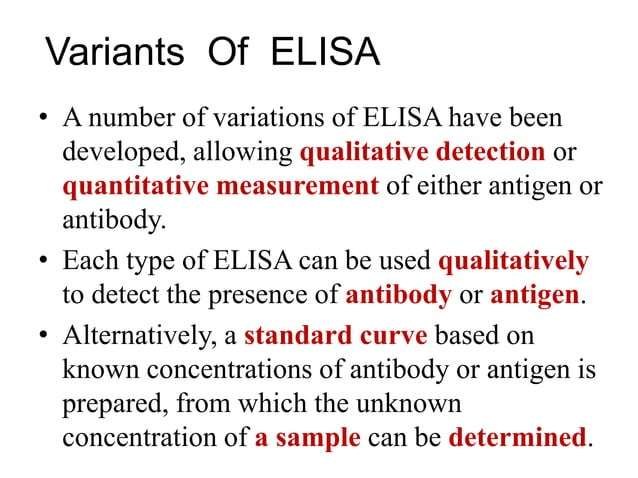 Variants Of ELISA
• A number of variations of ELISA have been
developed, allowing qualitative detection or
quantitative measurement of either antigen or
antibody.
• Each type of ELISA can be used qualitatively
to detect the presence of antibody or antigen.
• Alternatively, a standard curve based on
known concentrations of antibody or antigen is
prepared, from which the unknown
concentration of a sample can be determined.